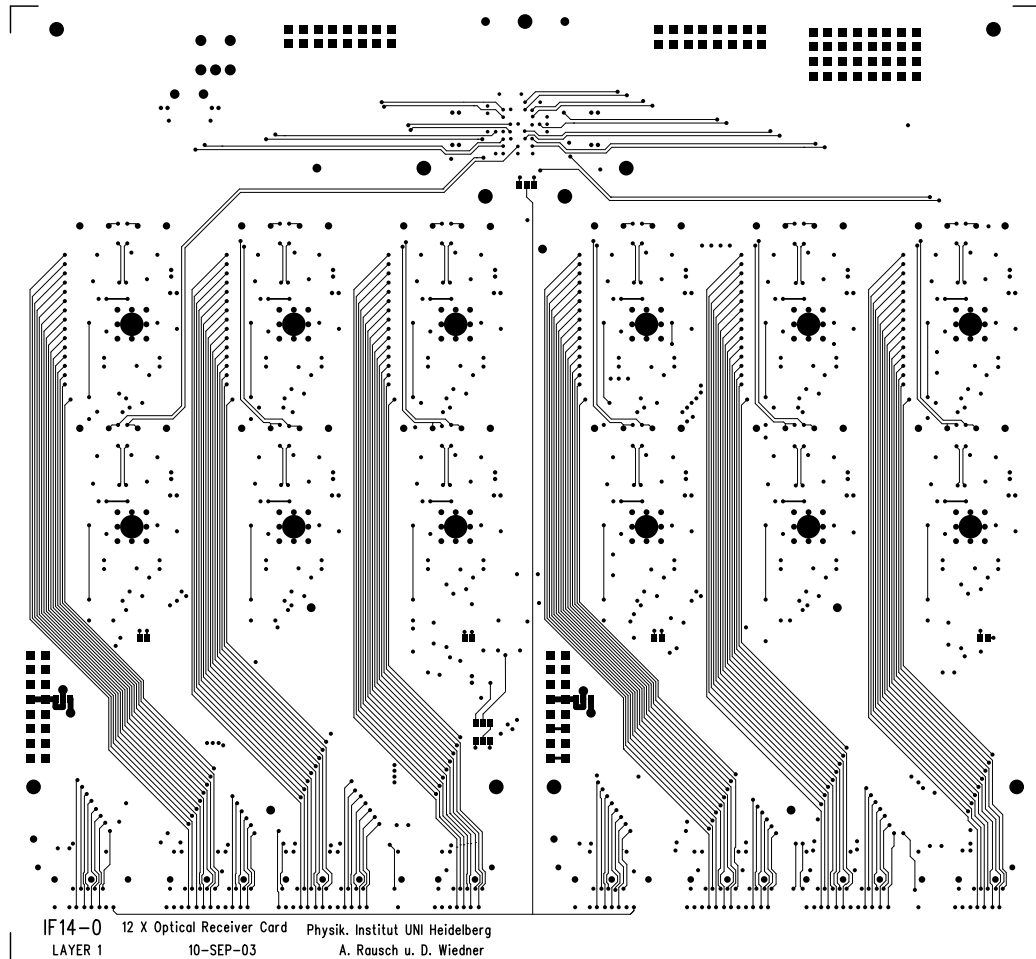 IF14-0 12 X Optical Receiver Card Physik. Institut UNI Heidelberg
LAYER 1 10-SEP-03 A. Rausch u. D. Wiedner